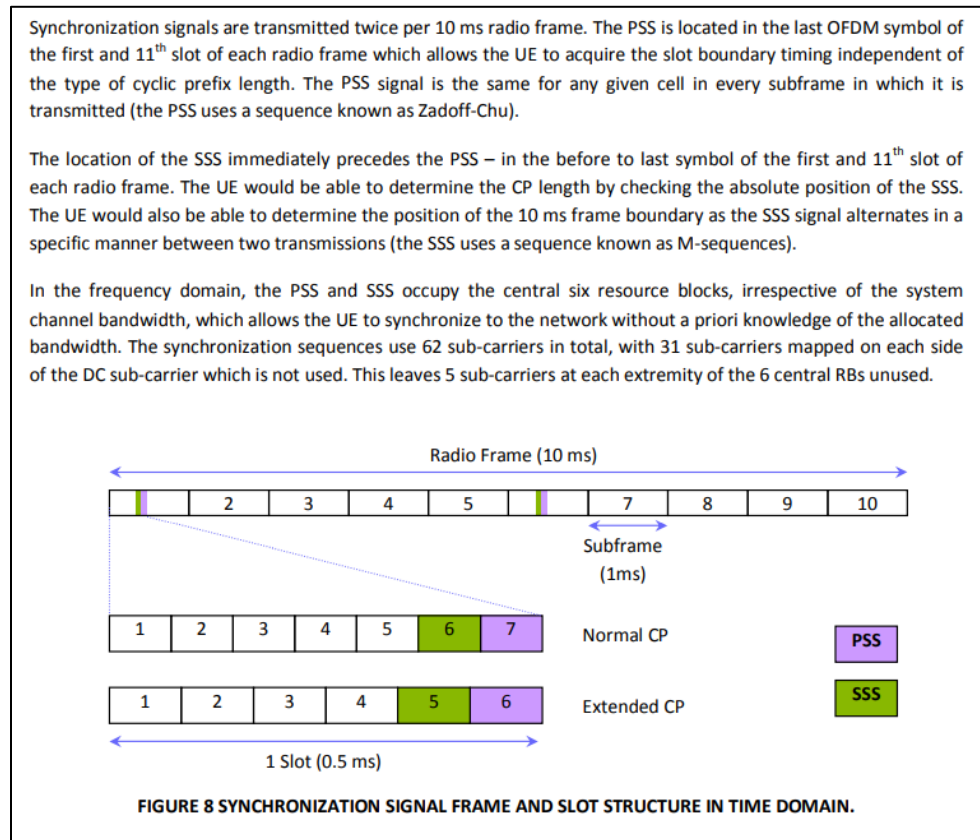 Synchronization signals are transmitted twice per 10 ms radio frame. The PSS is located in the last OFDM symbol of
the first and 11th slot of each radio frame which allows the UE to acquire the slot boundary timing independent of
the type of cyclic prefix length. The PSS signal is the same for any given cell in every subframe in which it is
transmitted (the PSS uses a sequence known as Zadoff-Chu).
The location of the SSS immediately precedes the PSS – in the before to last symbol of the first and 11th slot of
each radio frame. The UE would be able to determine the CP length by checking the absolute position of the SSS.
The UE would also be able to determine the position of the 10 ms frame boundary as the SSS signal alternates in a
specific manner between two transmissions (the SSS uses a sequence known as M-sequences).
In the frequency domain, the PSS and SSS occupy the central six resource blocks, irrespective of the system
channel bandwidth, which allows the UE to synchronize to the network without a priori knowledge of the allocated
bandwidth. The synchronization sequences use 62 sub-carriers in total, with 31 sub-carriers mapped on each side
of the DC sub-carrier which is not used. This leaves 5 sub-carriers at each extremity of the 6 central RBs unused.
Radio Frame (10 ms)
2 3 4 5 7 8 9 10
Subframe
(1ms)
1 2 3 4 5 6 7 Normal CP PSS
SSS
1 2 3 4 5 6 Extended CP
1 Slot (0.5 ms)
FIGURE 8 SYNCHRONIZATION SIGNAL FRAME AND SLOT STRUCTURE IN TIME DOMAIN.